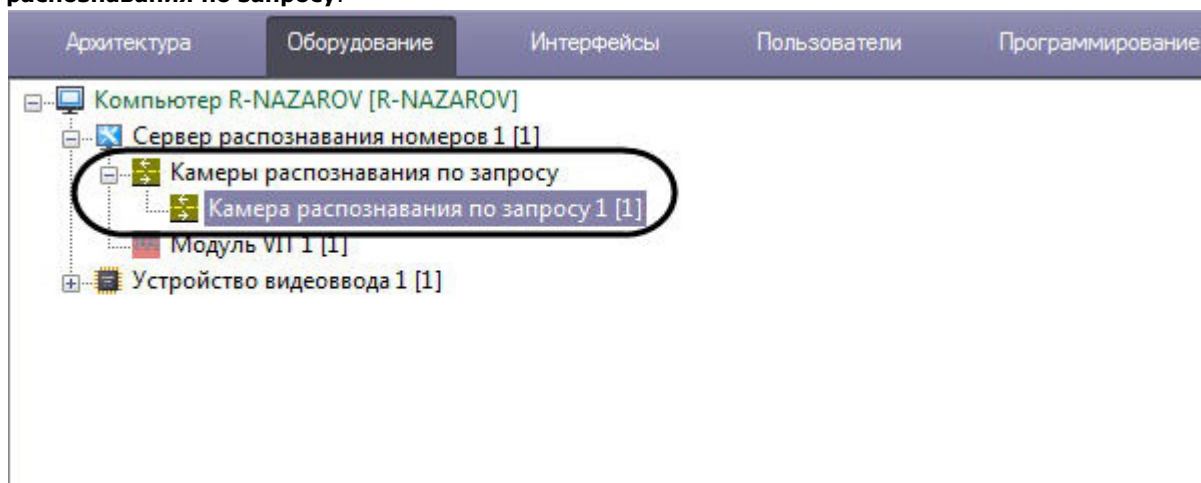 распознавания по запросу.
Архитектура Оборудование Интерфейсы Пользователи Программирование
Компьютер R-NAZAROV [R-NAZAROV]
Сервер распознавания номеров 1 [1]
Камеры распознавания по запросу
Камера распознавания по запросу 1 [1]
Модуль VIT 1 [1]
Устройство видеоввода 1 [1]